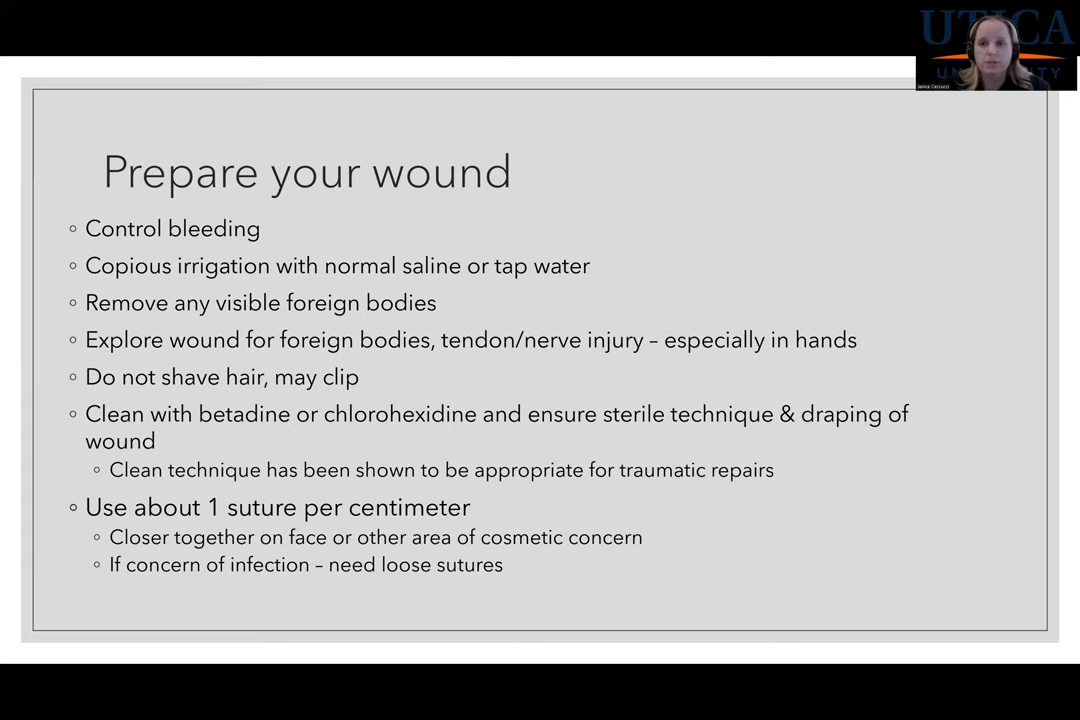 UTICA
UNIVERSITY
Janice Ceccucci
Prepare your wound
◦ Control bleeding
◦ Copious irrigation with normal saline or tap water
◦ Remove any visible foreign bodies
◦ Explore wound for foreign bodies, tendon/nerve injury – especially in hands
◦ Do not shave hair, may clip
◦ Clean with betadine or chlorohexidine and ensure sterile technique & draping of
wound
◦ Clean technique has been shown to be appropriate for traumatic repairs
◦ Use about 1 suture per centimeter
◦ Closer together on face or other area of cosmetic concern
◦ If concern of infection – need loose sutures